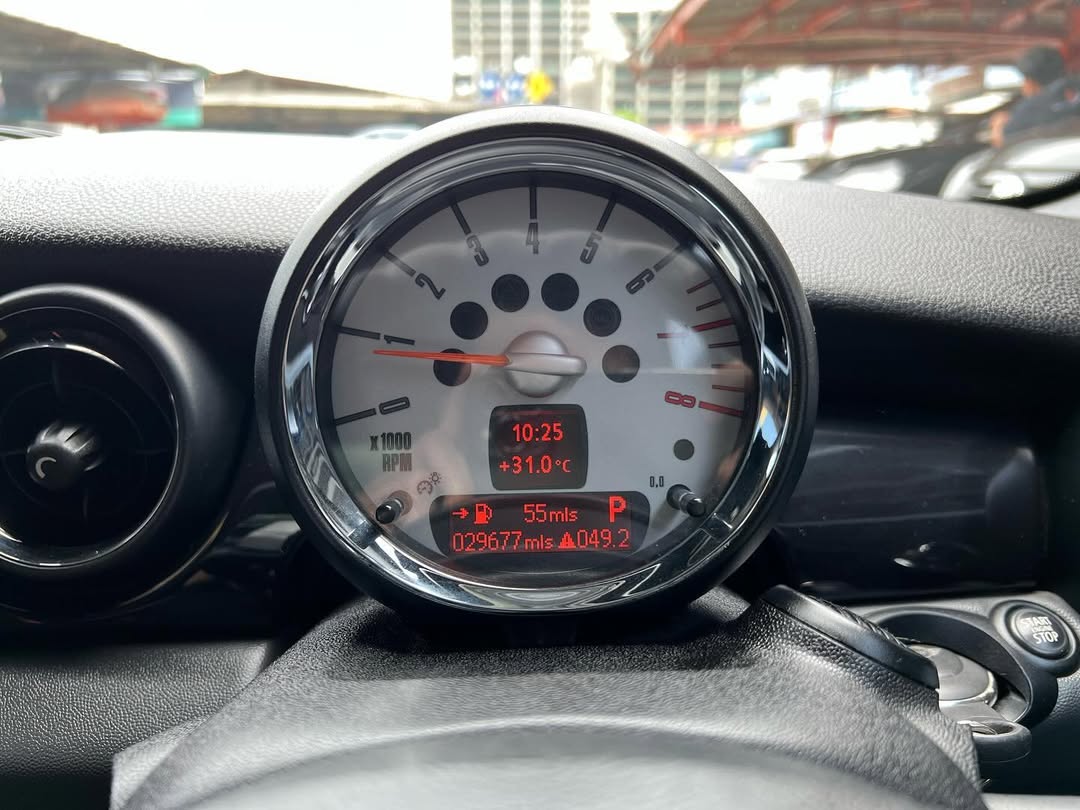 0
1
2
3
4
5
6
8
x1000
RPM
10:25
+31.0°C
0.0
55mls P
029677mls 049.2
START
ENGINE
STOP